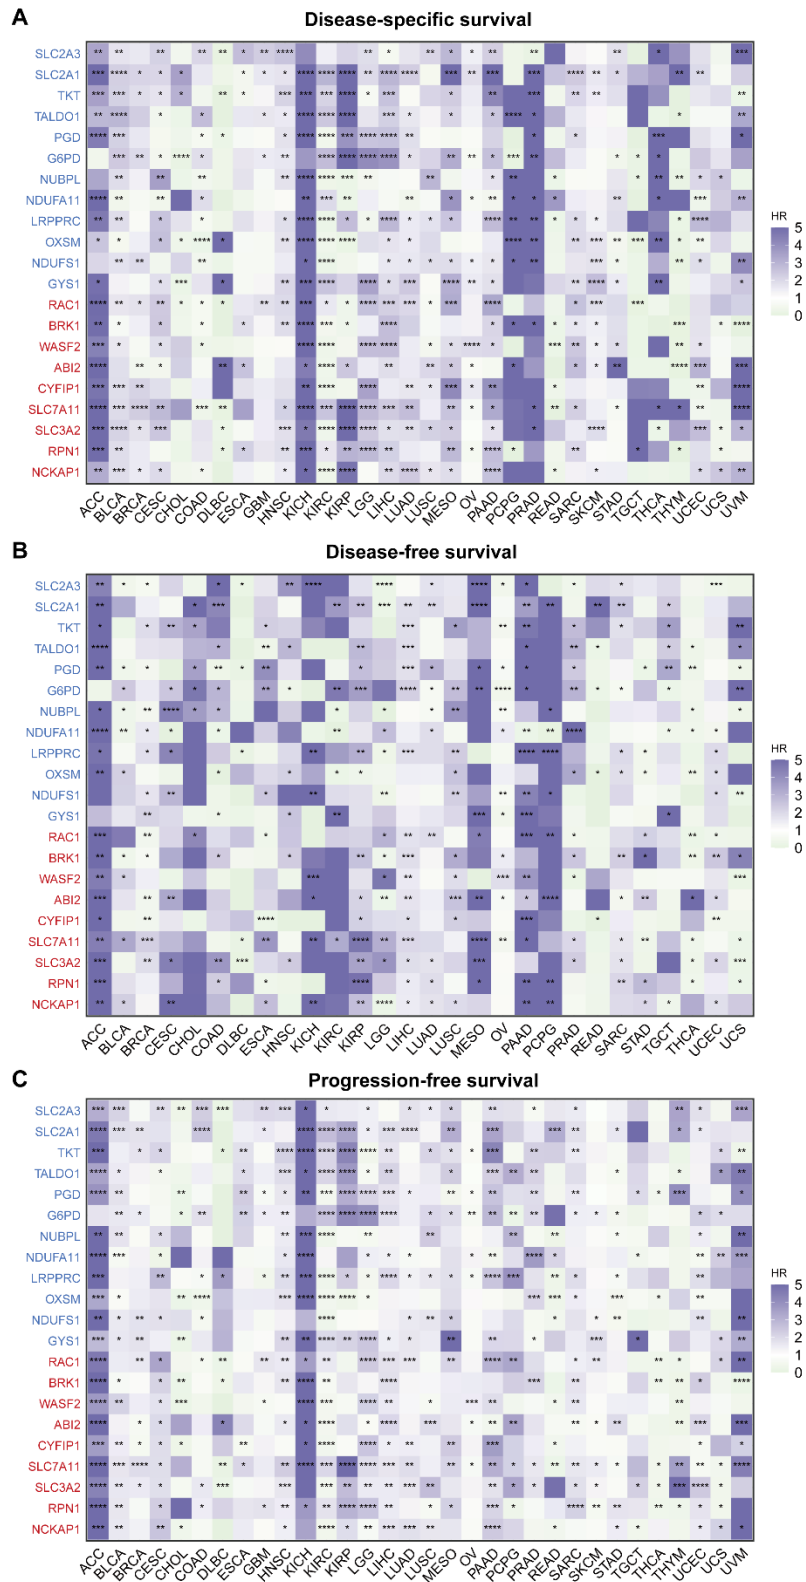 A
Disease-specific survival
SLC2A3
SLC2A1
TKT
TALDO1
PGD
G6PD
NUBPL
NDUFA11
LRPPRC
OXSM
NDUFS1
GYS1
RAC1
BRK1
WASF2
ABI2
CYFIP1
SLC7A11
SLC3A2
RPN1
NCKAP1
HR
5
4
3
2
1
0
ACC BLCA BRCA CESC CHOL COAD DLBC ESCA GBM HNSC KICH KIRC KIRP LGG LIHC LUAD LUSC MESO OV PAAD PCPG PRAD READ SARC SKCM STAD TGCT THCA THYM UCEC UCS UVM
B
Disease-free survival
SLC2A3
SLC2A1
TKT
TALDO1
PGD
G6PD
NUBPL
NDUFA11
LRPPRC
OXSM
NDUFS1
GYS1
RAC1
BRK1
WASF2
ABI2
CYFIP1
SLC7A11
SLC3A2
RPN1
NCKAP1
HR
5
4
3
2
1
0
ACC BLCA BRCA CESC CHOL COAD DLBC ESCA HNSC KICH KIRC KIRP LGG LIHC LUAD LUSC MESO OV PAAD PCPG PRAD READ SARC STAD TGCT THCA UCEC UCS
C
Progression-free survival
SLC2A3
SLC2A1
TKT
TALDO1
PGD
G6PD
NUBPL
NDUFA11
LRPPRC
OXSM
NDUFS1
GYS1
RAC1
BRK1
WASF2
ABI2
CYFIP1
SLC7A11
SLC3A2
RPN1
NCKAP1
HR
5
4
3
2
1
0
ACC BLCA BRCA CESC CHOL COAD DLBC ESCA GBM HNSC KICH KIRC KIRP LGG LIHC LUAD LUSC MESO OV PAAD PCPG PRAD READ SARC SKCM STAD TGCT THCA THYM UCEC UCS UVM